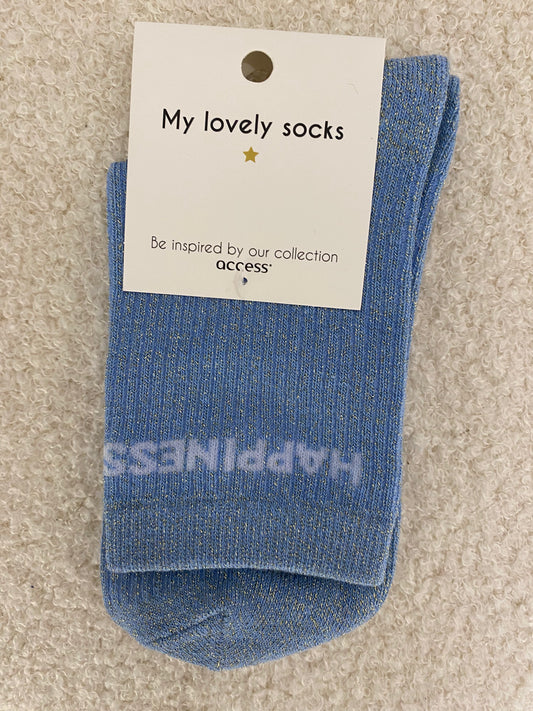 My lovely socks
Be inspired by our collection
access
HAPPINESS